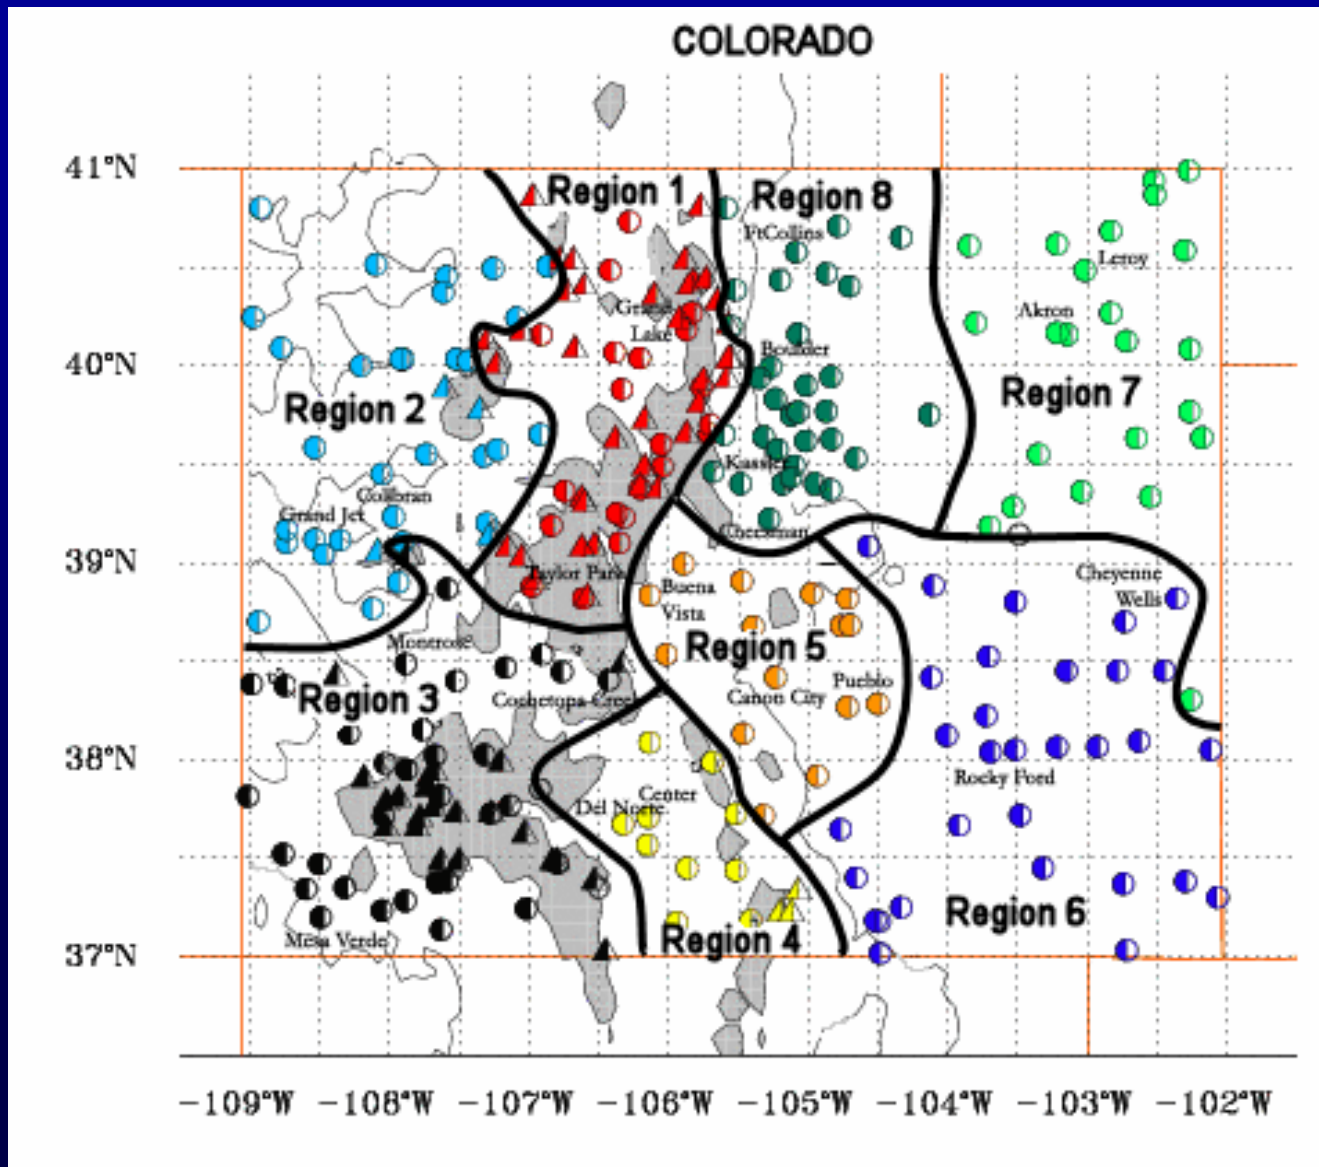 COLORADO
41°N
Region 1
Region 8
FtCollins
Leroy
Grand
Lake
Akron
Boulder
40°N
Region 2
Region 7
Kassler
Collbran
Grand Jct
Cheesman
39°N
Taylor Park
Buena
Vista
Cheyenne
Wells
Montrose
Region 5
Region 3
Cochetopa Creek
Canon City
Pueblo
38°N
Rocky Ford
Del Norte
Center
Mesa Verde
Region 4
Region 6
37°N
-109°W -108°W -107°W -106°W -105°W -104°W -103°W -102°W